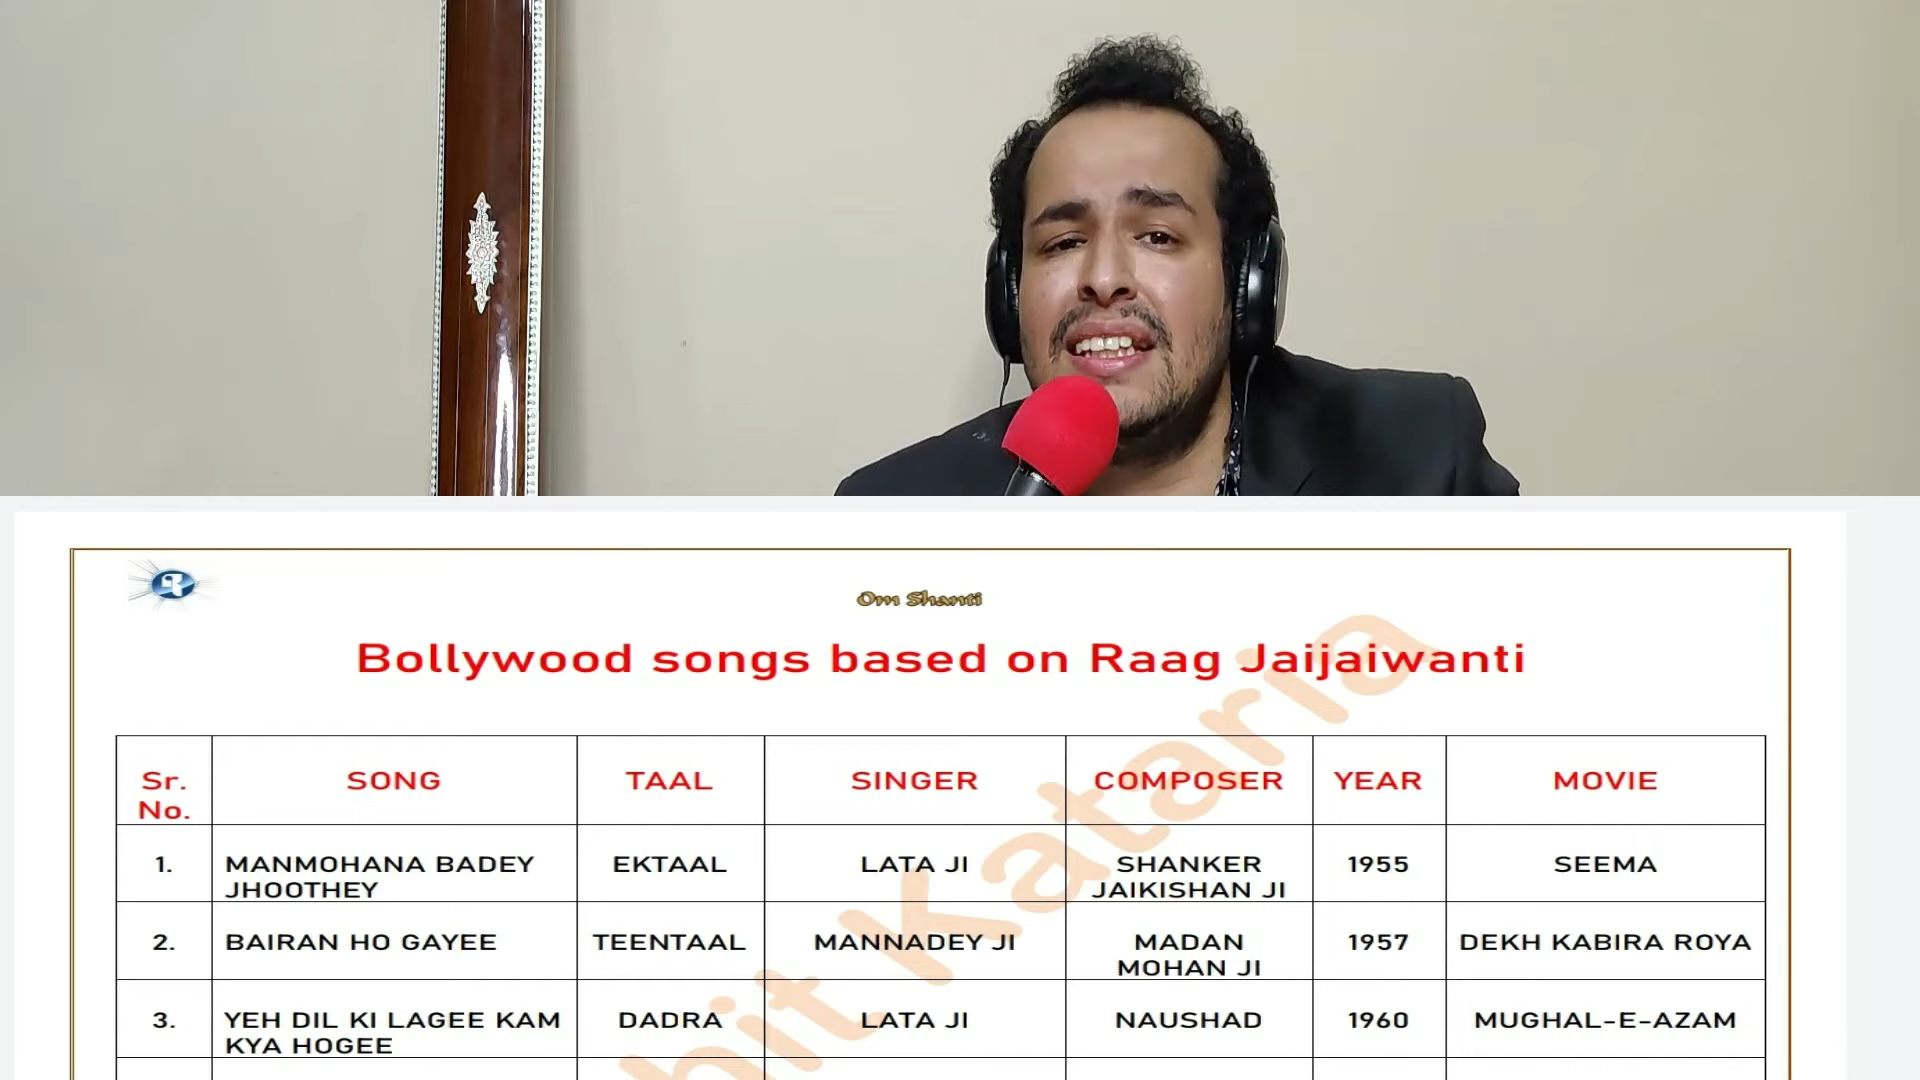 Om Shanti
Bollywood songs based on Raag Jaijaiwanti
Sr. No. SONG TAAL SINGER COMPOSER YEAR MOVIE
1. MANMOHANA BADEY JHOOTHEY EKTAAL LATA JI SHANKER JAIKISHAN JI 1955 SEEMA
2. BAIRAN HO GAYEE TEENTAAL MANNADEY JI MADAN MOHAN JI 1957 DEKH KABIRA ROYA
3. YEH DIL KI LAGEE KAM KYA HOGEE DADRA LATA JI NAUSHAD 1960 MUGHAL-E-AZAM
hit Kataria